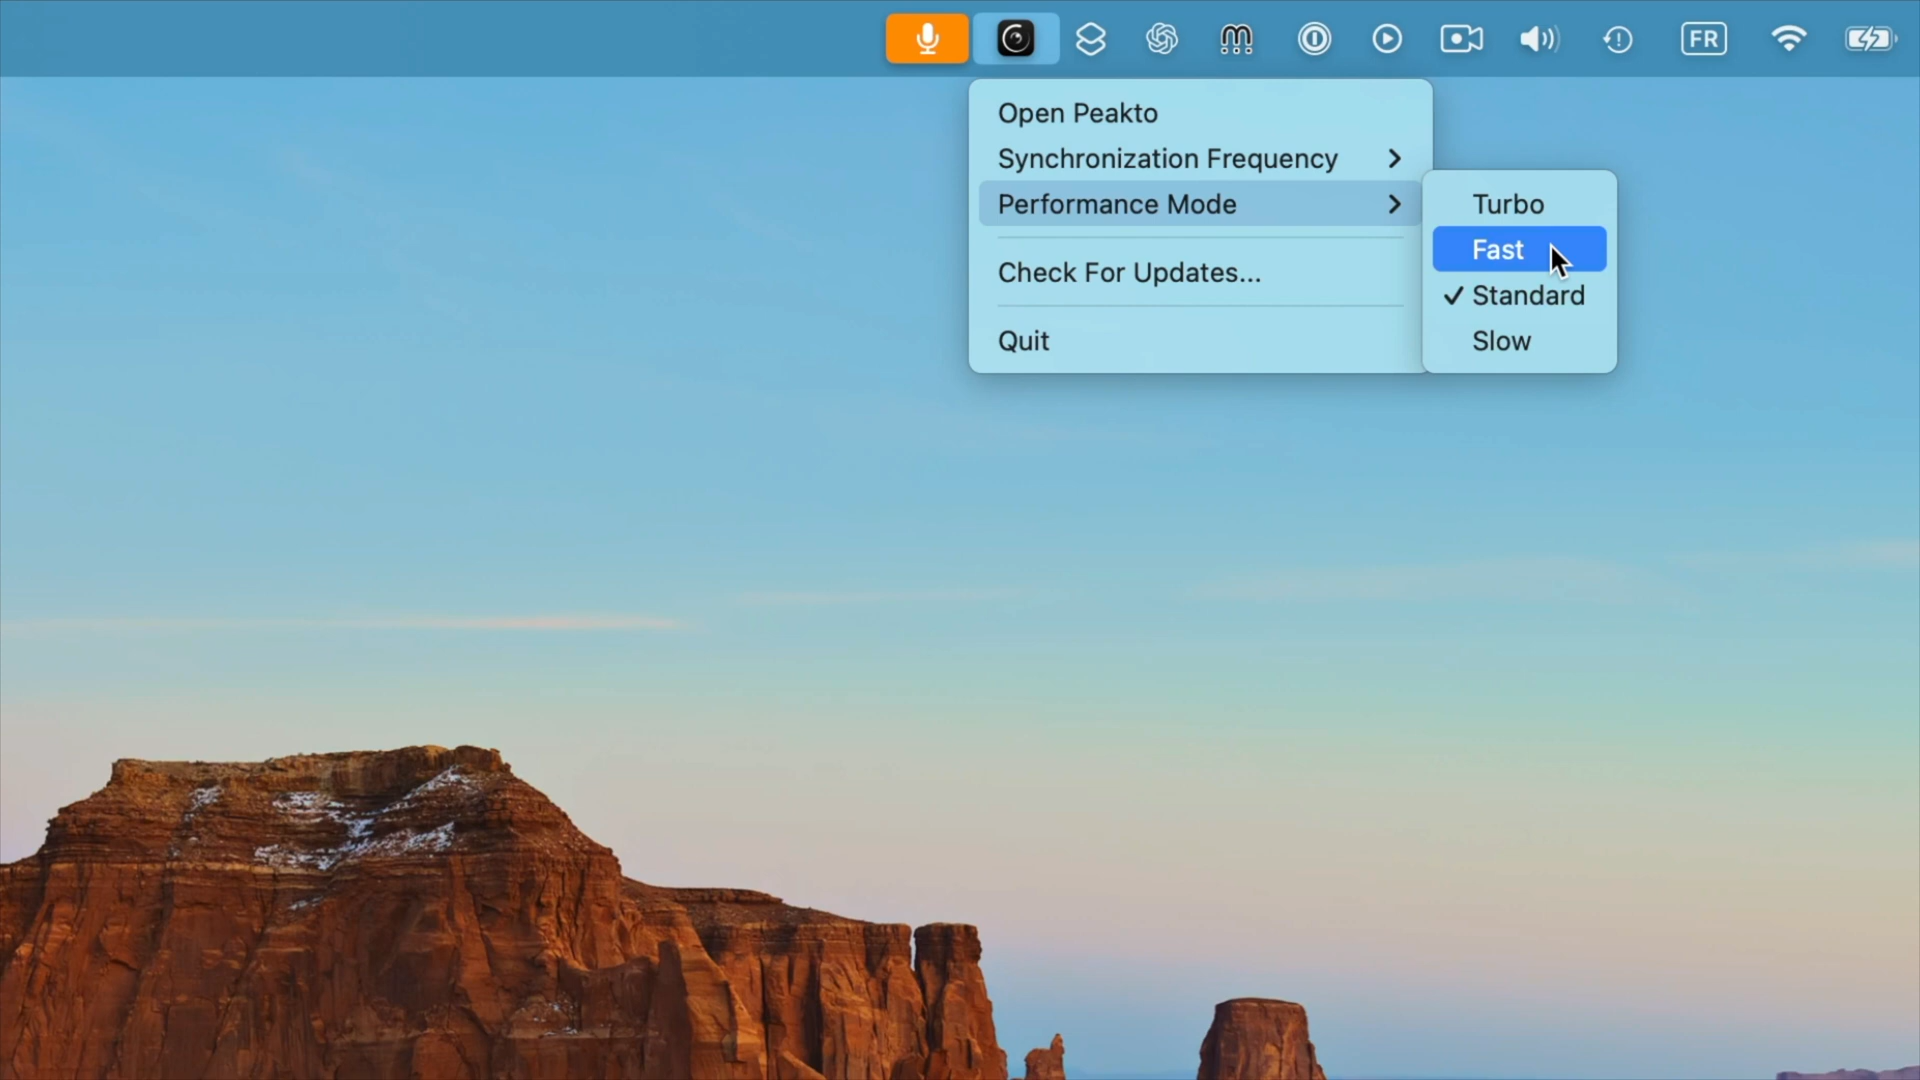 FR
Open Peakto
Synchronization Frequency
Performance Mode
Check For Updates...
Quit
Turbo
Fast
Standard
Slow